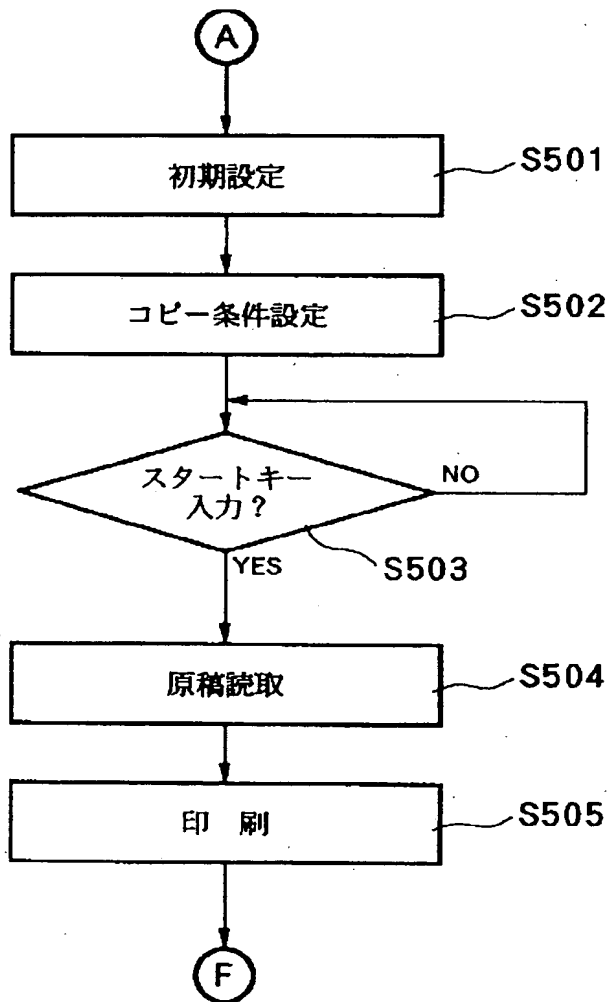 A
初期設定
S501
コピー条件設定
S502
スタートキー
入力?
NO
YES
S503
原稿読取
S504
印 刷
S505
F